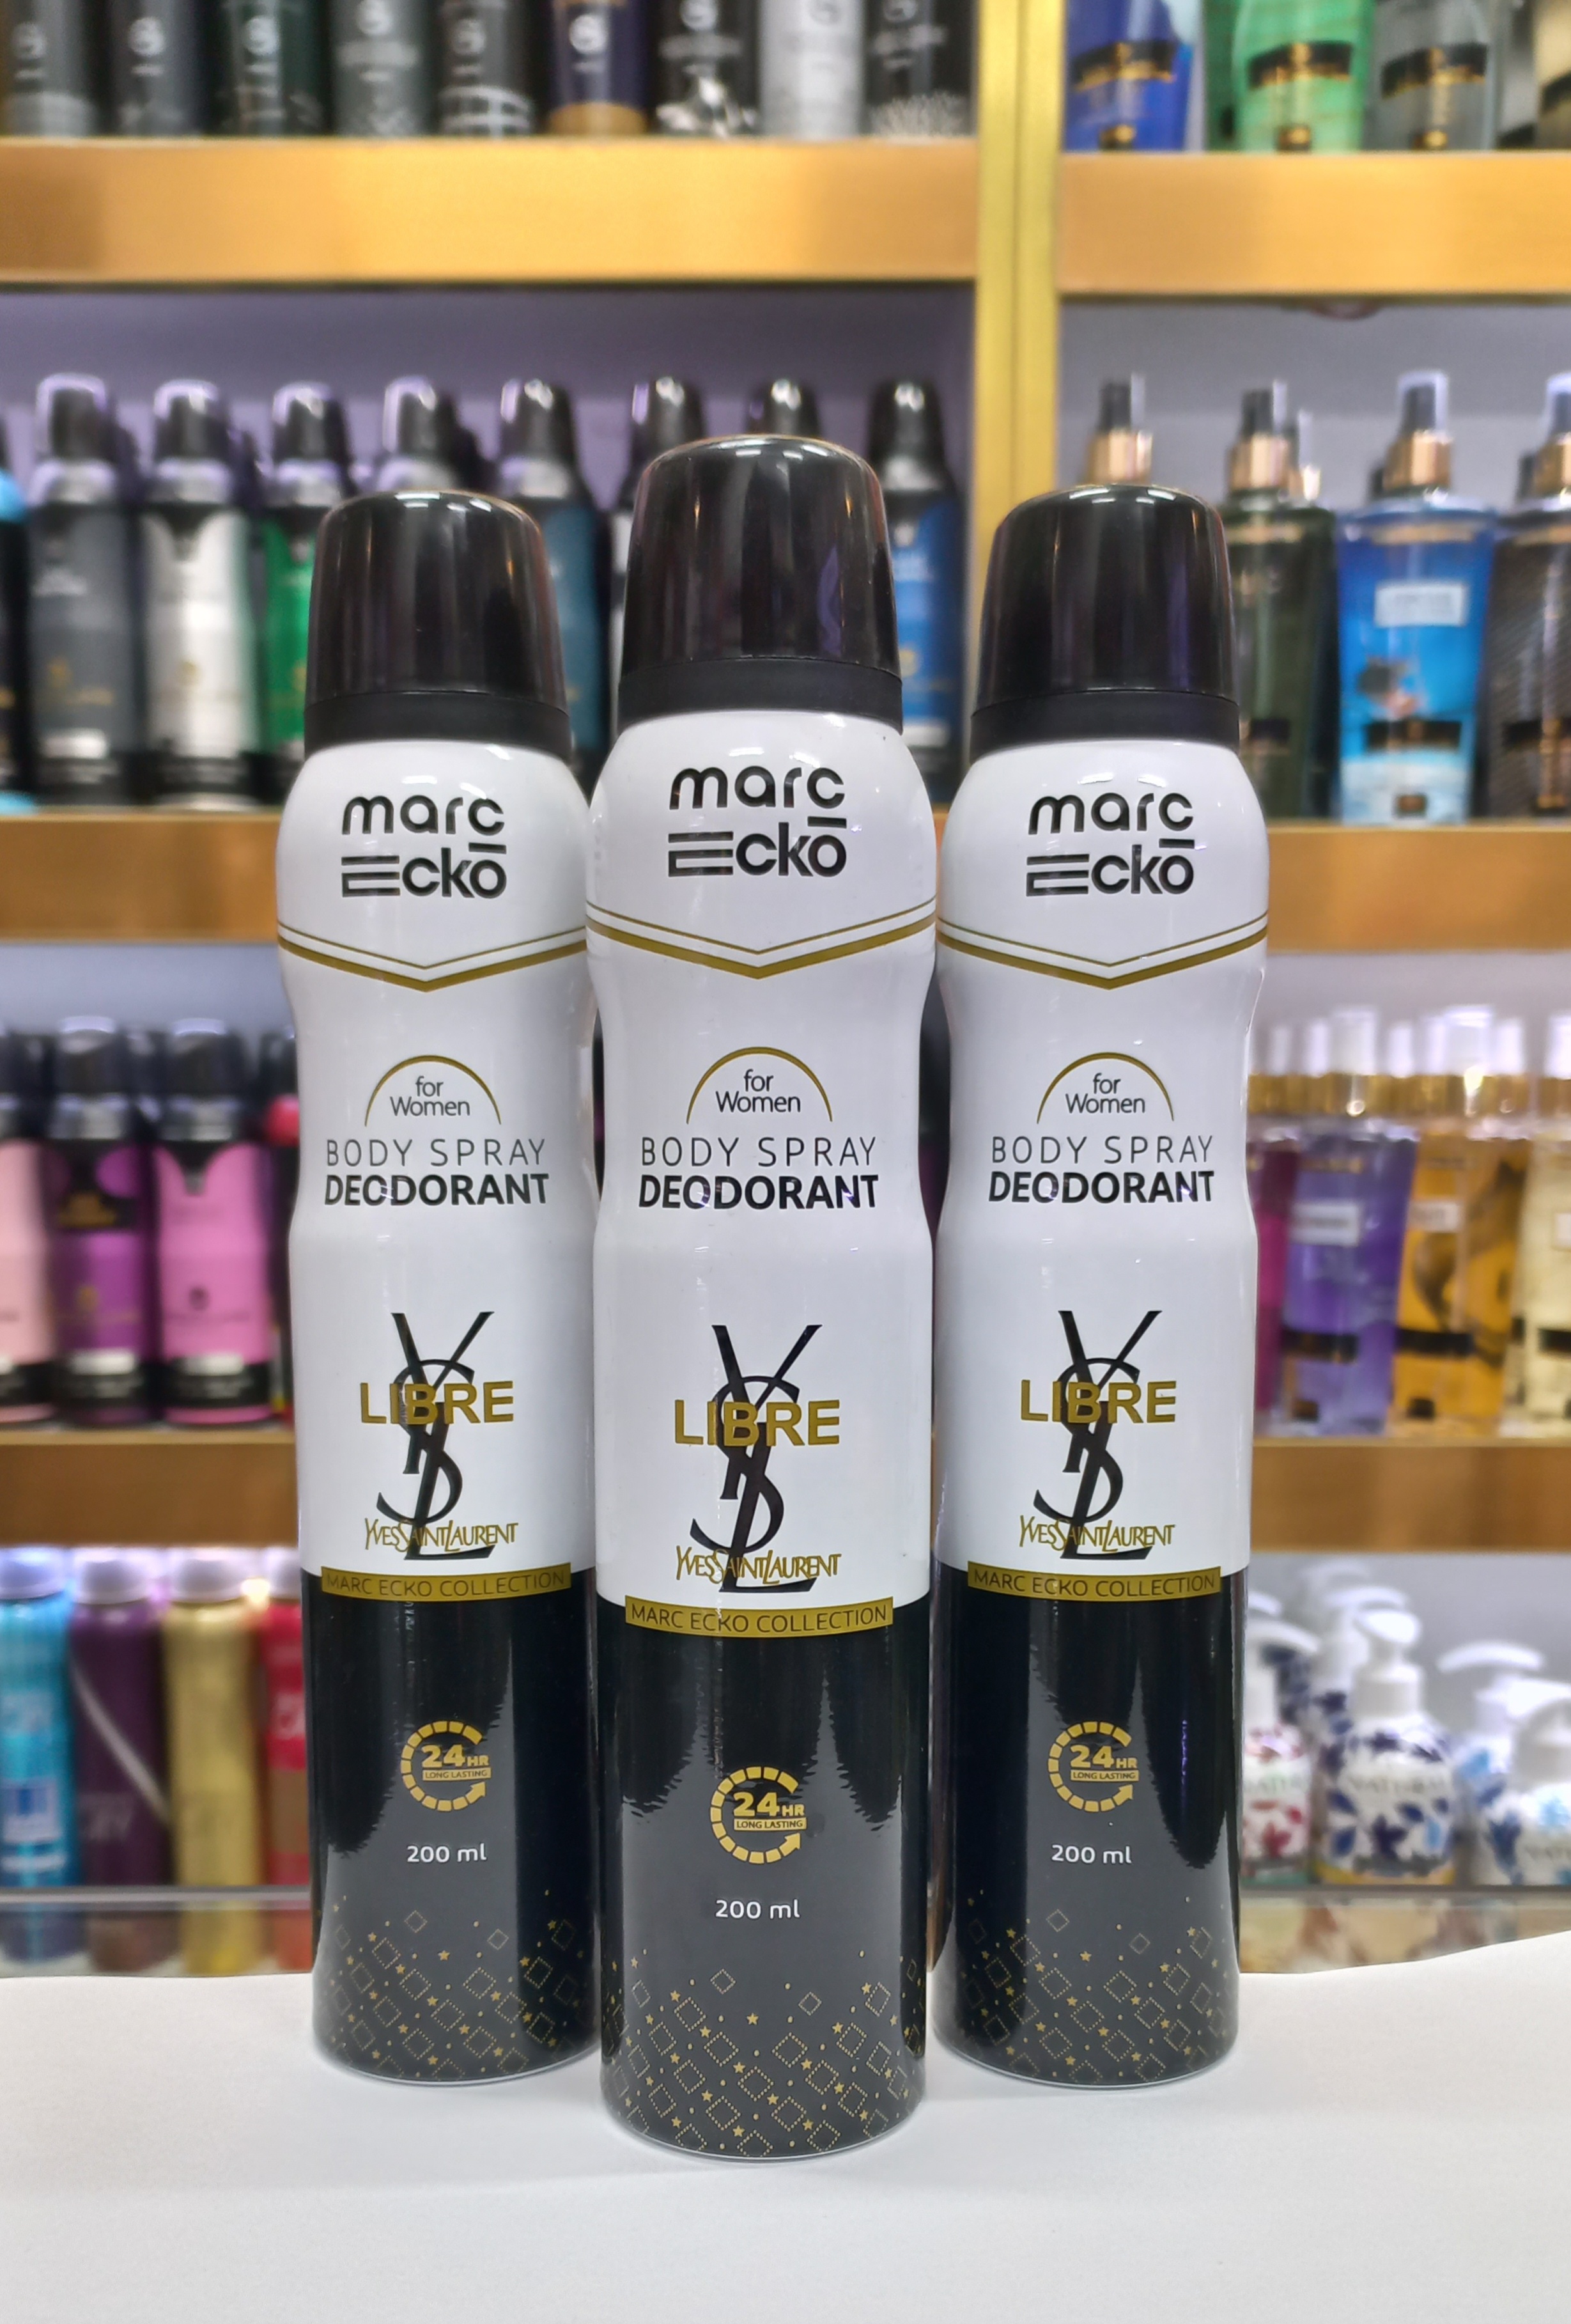 marc
Ecko
for
Women
BODY SPRAY
DEODORANT
YSL
LIBRE
YVESSAINTLAURENT
MARC ECKO COLLECTION
24HR
LONG LASTING
200 ml
marc
Ecko
for
Women
BODY SPRAY
DEODORANT
YSL
LIBRE
YVESSAINTLAURENT
MARC ECKO COLLECTION
24HR
LONG LASTING
200 ml
marc
Ecko
for
Women
BODY SPRAY
DEODORANT
YSL
LIBRE
YVESSAINTLAURENT
MARC ECKO COLLECTION
24HR
LONG LASTING
200 ml